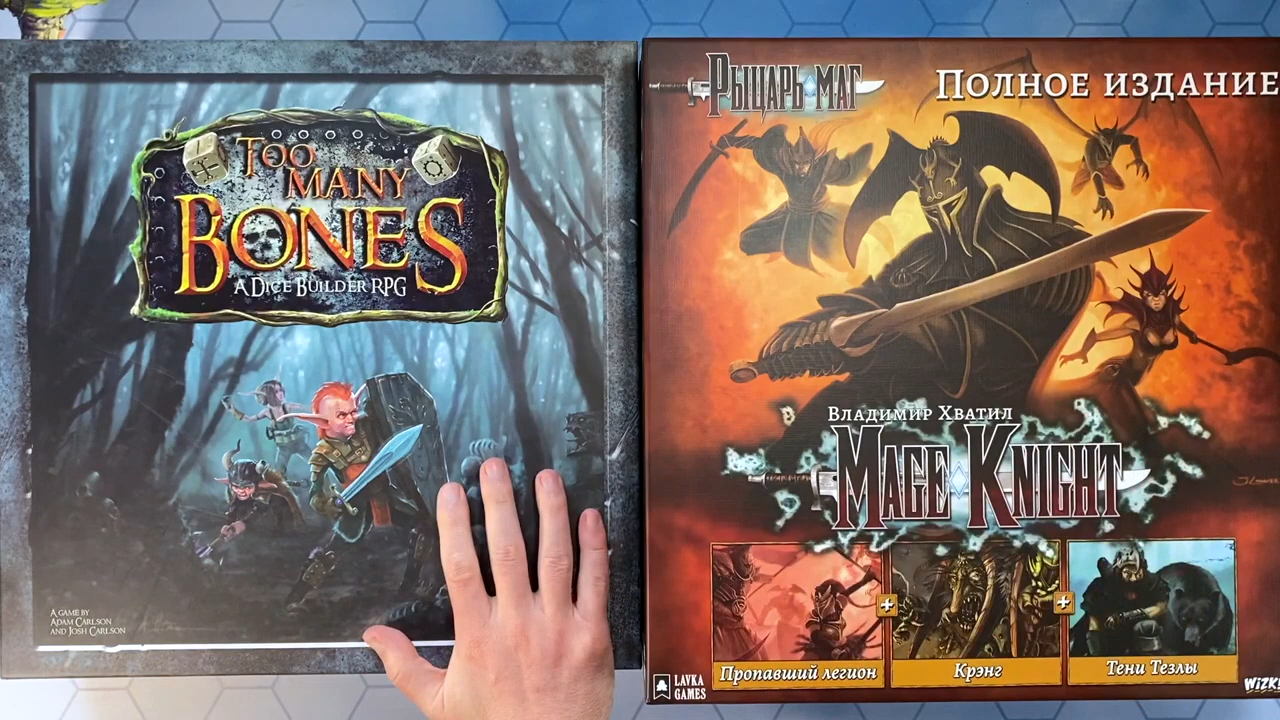 TOO
MANY
BONES
A DICE BUILDER RPG
A GAME BY
ADAM CARLSON
AND JOSH CARLSON
РЫЦАРЬ МАГ
ПОЛНОЕ ИЗДАНИЕ
ВЛАДИМИР ХВАТИЛ
MAGE KNIGHT
Пропавший легион
+
Крэнг
+
Тени Тезлы
LAVKA
GAMES